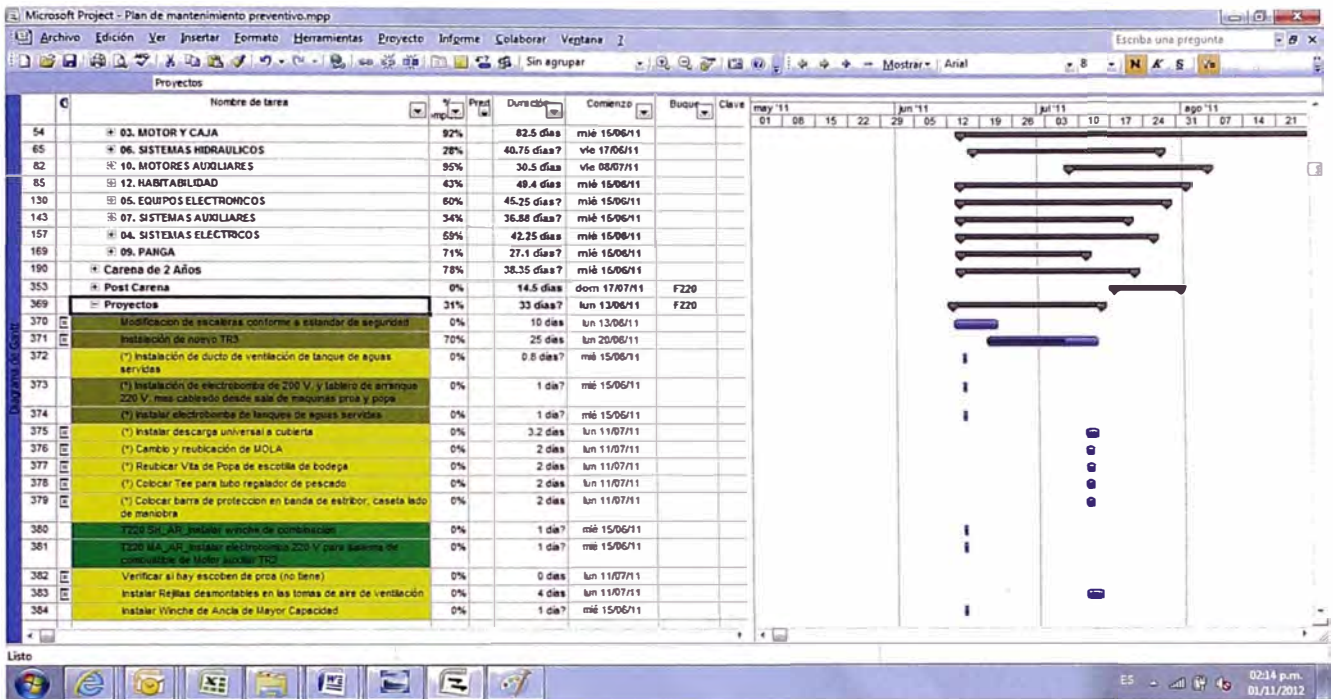 Microsoft Project - Plan de mantenimiento preventivo.mpp
Archivo Edición Ver Insertar Formato Herramientas Proyecto Informe Colaborar Ventana ?
Escriba una pregunta
Sin agrupar Mostrar Arial 8 N K S
Proyectos
Nombre de tarea % Pred Duración Comienzo Buque Clave may '11 jun '11 jul '11 ago '11
01 08 15 22 29 05 12 19 26 03 10 17 24 31 07 14 21
54 03. MOTOR Y CAJA 92% 82.5 días mié 15/06/11
65 06. SISTEMAS HIDRAULICOS 28% 40.75 días? vie 17/06/11
82 10. MOTORES AUXILIARES 95% 30.5 días vie 08/07/11
85 12. HABITABILIDAD 43% 49.4 días mié 15/06/11
130 05. EQUIPOS ELECTRONICOS 60% 45.25 días? mié 15/06/11
143 07. SISTEMAS AUXILIARES 34% 36.88 días? mié 15/06/11
157 04. SISTEMAS ELECTRICOS 59% 42.25 días mié 15/06/11
169 09. PANGA 71% 27.1 días? mié 15/06/11
190 Carena de 2 Años 78% 38.35 días? mié 15/06/11
353 Post Carena 0% 14.5 días dom 17/07/11 F220
369 Proyectos 31% 33 días? lun 13/06/11 F220
370 Modificacion de escaleras conforme a estandar de seguridad 0% 10 días lun 13/06/11
371 Instalación de nuevo TR3 70% 25 días lun 20/06/11
372 (*) Instalación de ducto de ventilación de tanque de aguas 0% 0.8 días? mié 15/06/11
servidas
373 (*) Instalación de electrobomba de 200 V. y tablero de arranque 0% 1 día? mié 15/06/11
220 V. mas cableado desde sala de maquinas proa y popa
374 (*) Instalar electrobomba de tanques de aguas servidas 0% 1 día? mié 15/06/11
375 (*) Instalar descarga universal a cubierta 0% 3.2 días lun 11/07/11
376 (*) Cambio y reubicación de MOLA 0% 2 días lun 11/07/11
377 (*) Reubicar Vita de Popa de escotilla de bodega 0% 2 días lun 11/07/11
378 (*) Colocar Tee para tubo regalador de pescado 0% 2 días lun 11/07/11
379 (*) Colocar barra de proteccion en banda de estribor, caseta lado 0% 2 días lun 11/07/11
de maniobra
380 T220 SH_AR_Instalar winche de combinacion 0% 1 día? mié 15/06/11
381 T220 MA_AR_Instalar electrobomba 220 V para sistema de 0% 1 día? mié 15/06/11
combustible de Motor auxiliar TR2
382 Verificar si hay escoben de proa (no tiene) 0% 0 días lun 11/07/11
383 Instalar Rejillas desmontables en las tomas de aire de ventilación 0% 4 días lun 11/07/11
384 Instalar Winche de Ancla de Mayor Capacidad 0% 1 día? mié 15/06/11
Diagrama de Gantt
Listo
ES 02:14 p.m.
01/11/2012